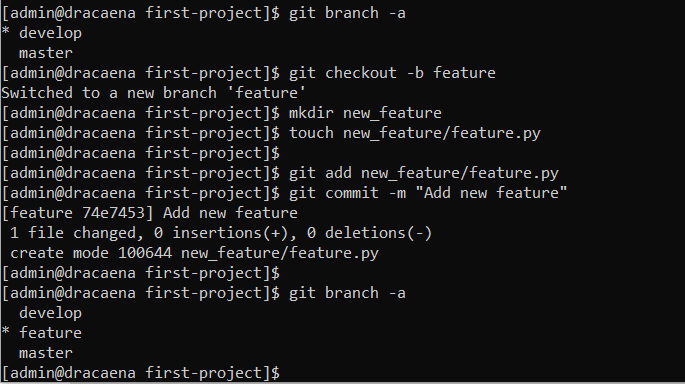 [admin@dracaena first-project]$ git branch -a
* develop
  master
[admin@dracaena first-project]$ git checkout -b feature
Switched to a new branch 'feature'
[admin@dracaena first-project]$ mkdir new_feature
[admin@dracaena first-project]$ touch new_feature/feature.py
[admin@dracaena first-project]$
[admin@dracaena first-project]$ git add new_feature/feature.py
[admin@dracaena first-project]$ git commit -m "Add new feature"
[feature 74e7453] Add new feature
 1 file changed, 0 insertions(+), 0 deletions(-)
 create mode 100644 new_feature/feature.py
[admin@dracaena first-project]$
[admin@dracaena first-project]$ git branch -a
  develop
* feature
  master
[admin@dracaena first-project]$